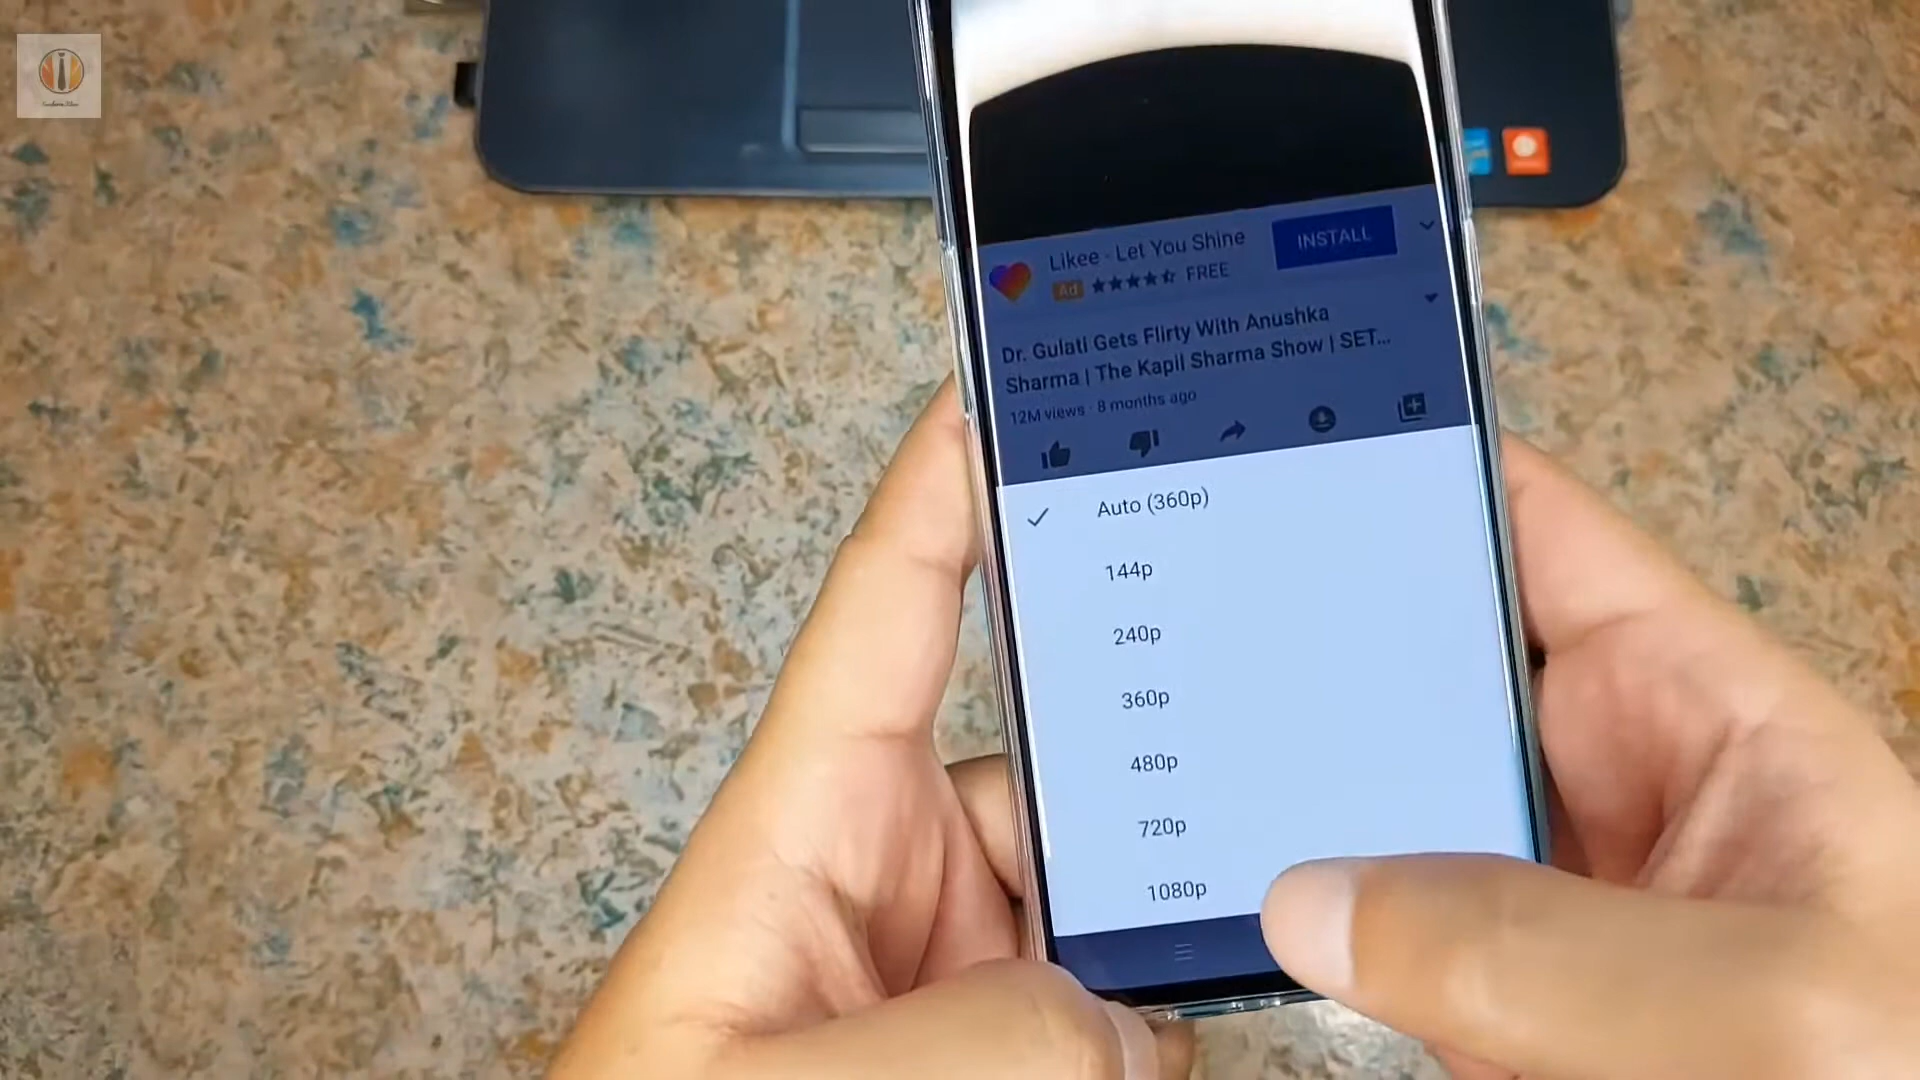 Likee - Let You Shine
INSTALL
Ad
FREE
Dr. Gulati Gets Flirty With Anushka
Sharma | The Kapil Sharma Show | SET...
12M views · 8 months ago
Auto (360p)
144p
240p
360p
480p
720p
1080p